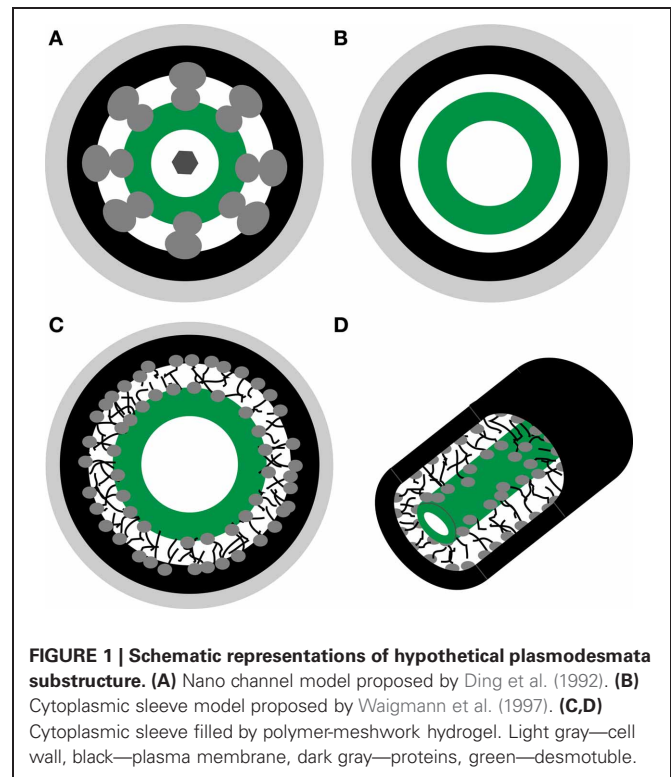 A
B
C
D
FIGURE 1 | Schematic representations of hypothetical plasmodesmata
substructure. (A) Nano channel model proposed by Ding et al. (1992). (B)
Cytoplasmic sleeve model proposed by Waigmann et al. (1997). (C,D)
Cytoplasmic sleeve filled by polymer-meshwork hydrogel. Light gray—cell
wall, black—plasma membrane, dark gray—proteins, green—desmotuble.